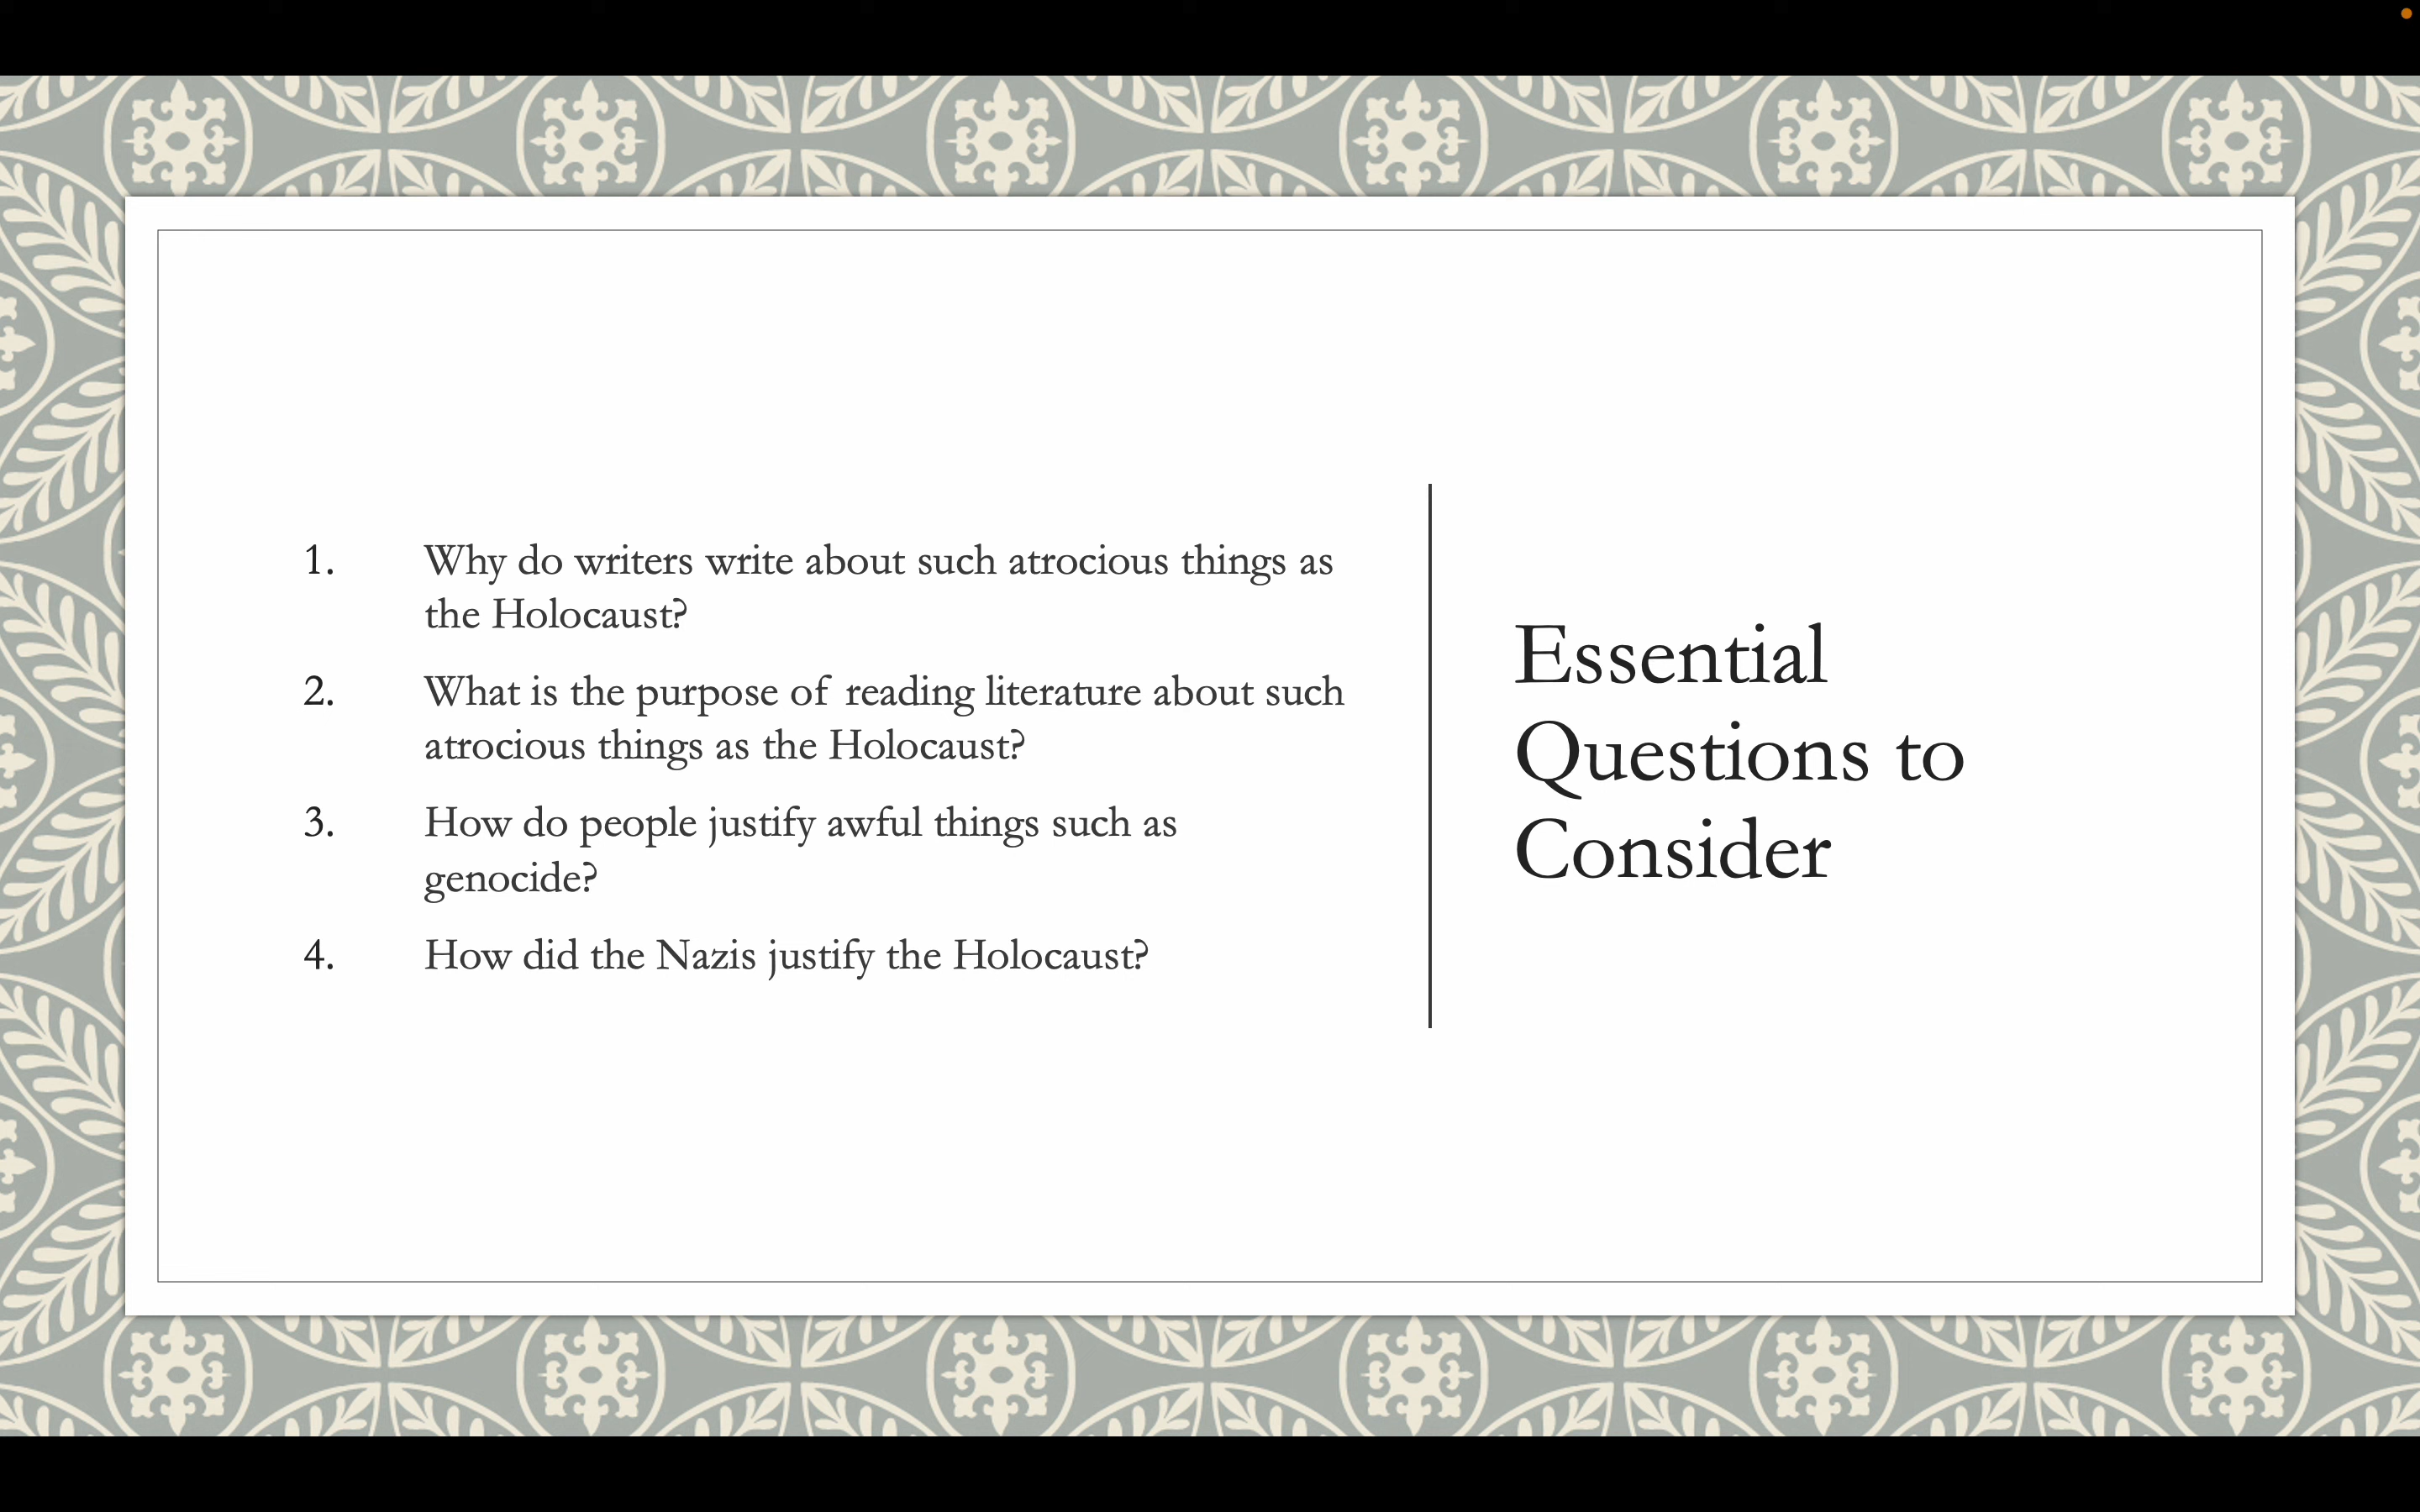 1. Why do writers write about such atrocious things as
the Holocaust?
2. What is the purpose of reading literature about such
atrocious things as the Holocaust?
3. How do people justify awful things such as
genocide?
4. How did the Nazis justify the Holocaust?
Essential
Questions to
Consider